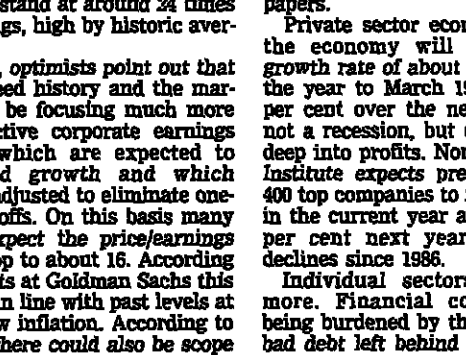 stand at around 24 times
gs, high by historic aver-
, optimists point out that
eed history and the mar-
be focusing much more
ctive corporate earnings
which are expected to
d growth and which
djusted to eliminate one-
offs. On this basis many
xpect the price/earnings
op to about 16. According
ts at Goldman Sachs this
in line with past levels at
w inflation. According to
here could also be scope
papers.
Private sector econ
the economy will
growth rate of about
the year to March 19
per cent over the ne
not a recession, but
deep into profits. Nor
Institute expects pre
400 top companies to
in the current year a
per cent next year
declines since 1986.
Individual sector
more. Financial co
being burdened by th
bad debt left behind